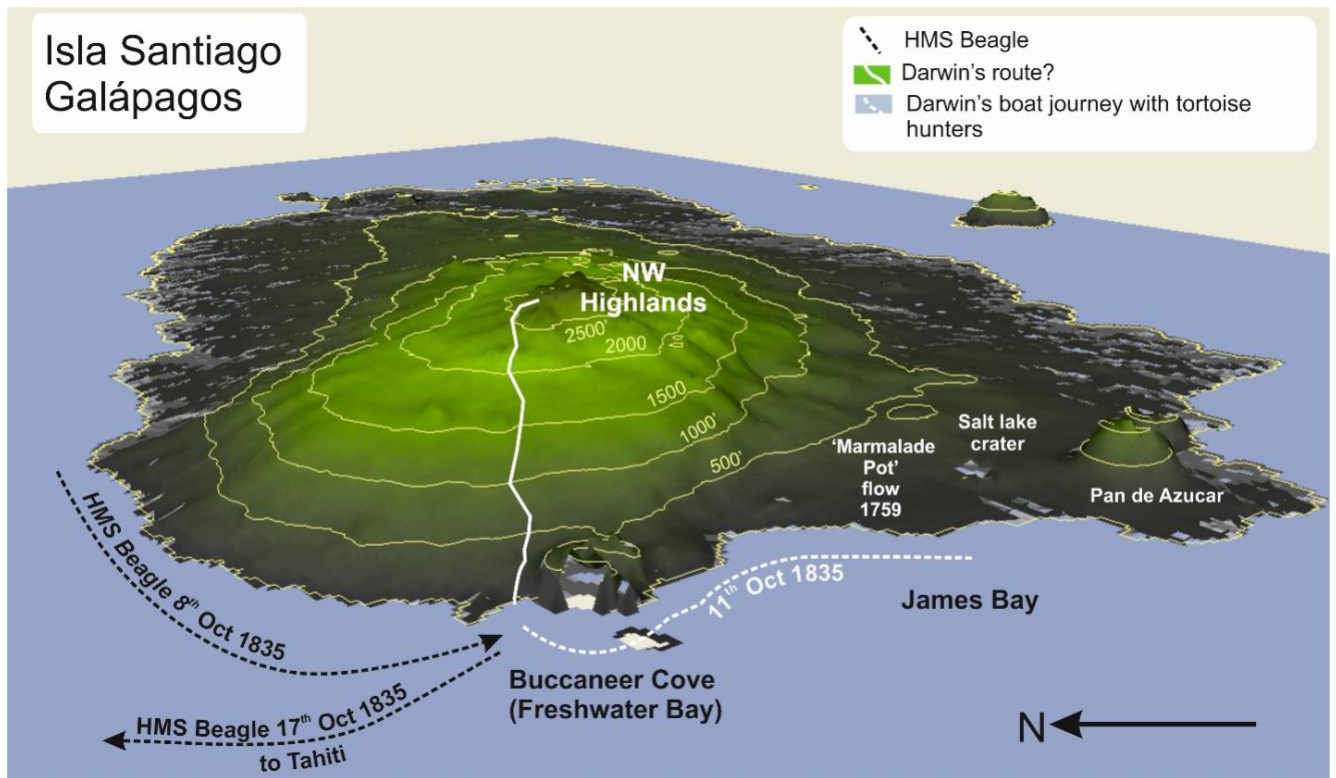 Isla Santiago
Galápagos
HMS Beagle
Darwin's route?
Darwin's boat journey with tortoise
hunters
NW
Highlands
2500'
2000
1500
1000'
500'
'Marmalade
Pot'
flow
1759
Salt lake
crater
Pan de Azucar
HMS Beagle 8th Oct 1835
11th Oct 1835
James Bay
Buccaneer Cove
(Freshwater Bay)
HMS Beagle 17th Oct 1835
to Tahiti
N